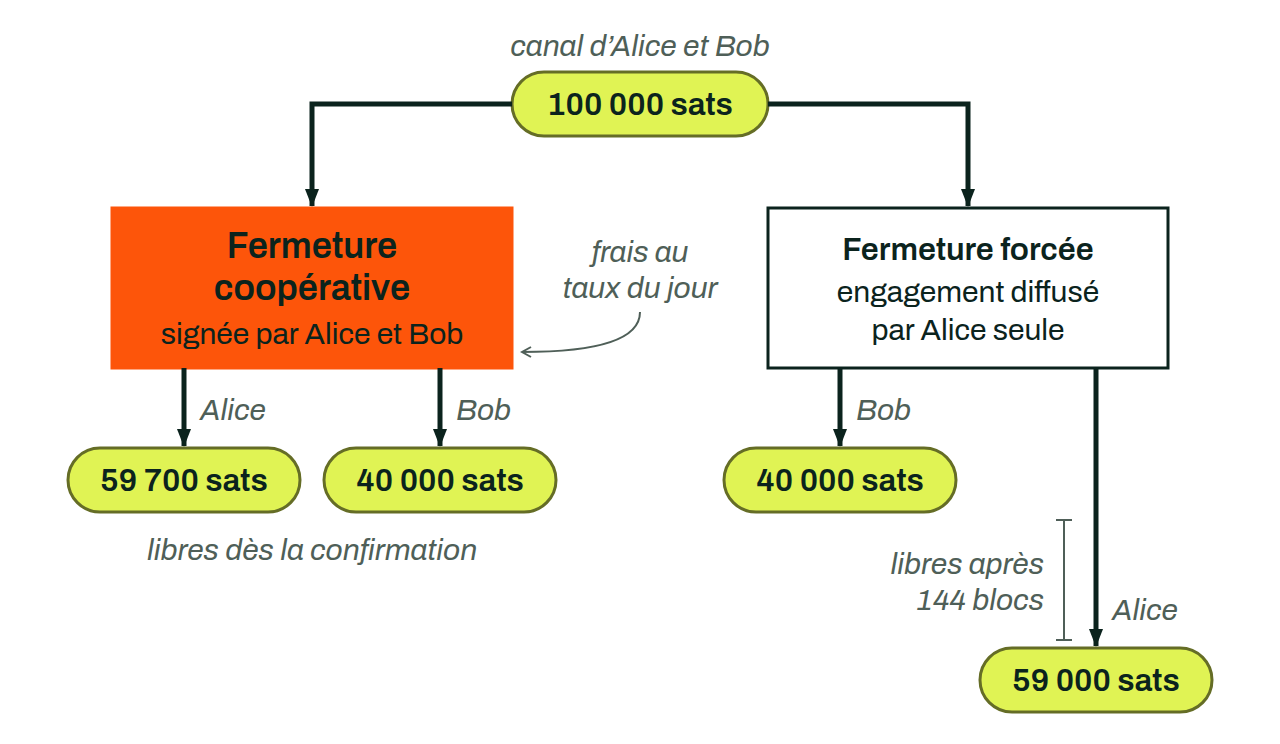 canal d’Alice et Bob
100 000 sats
Fermeture
coopérative
signée par Alice et Bob
frais au
taux du jour
Fermeture forcée
engagement diffusé
par Alice seule
Alice
Bob
59 700 sats
40 000 sats
libres dès la confirmation
Bob
40 000 sats
libres après
144 blocs
Alice
59 000 sats